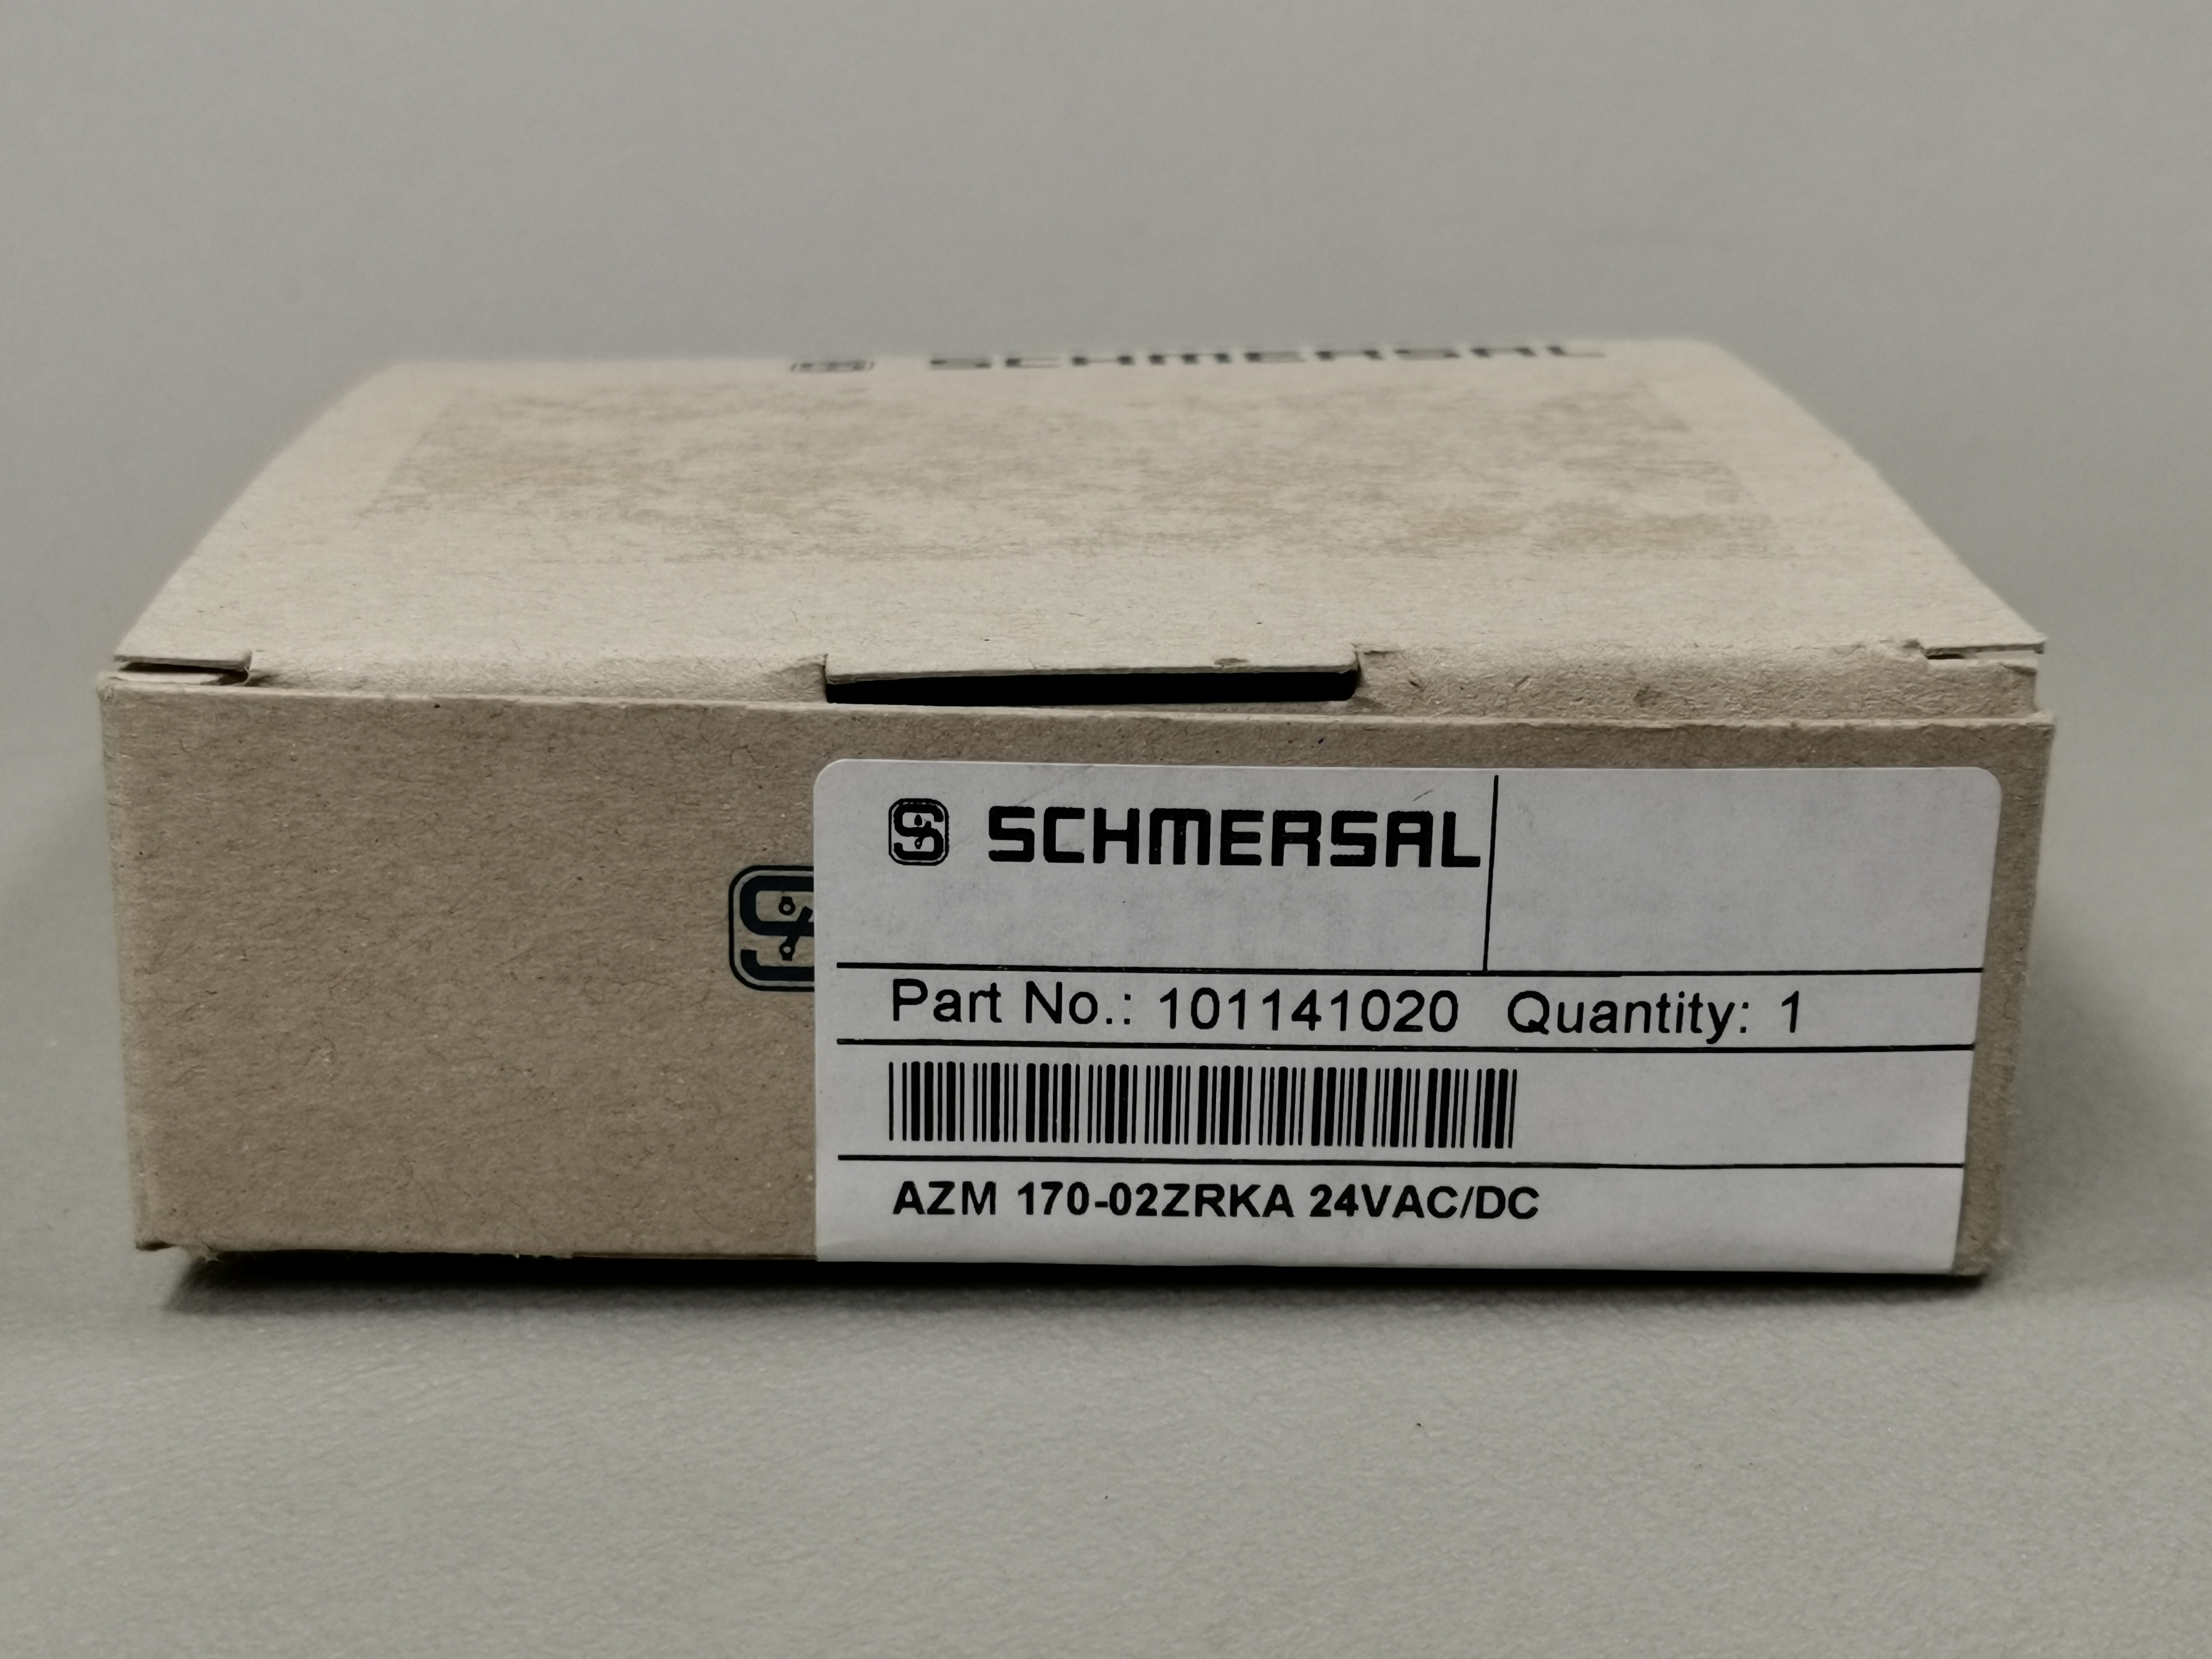 SCHMERSAL
SCHMERSAL
Part No.: 101141020 Quantity: 1
AZM 170-02ZRKA 24VAC/DC